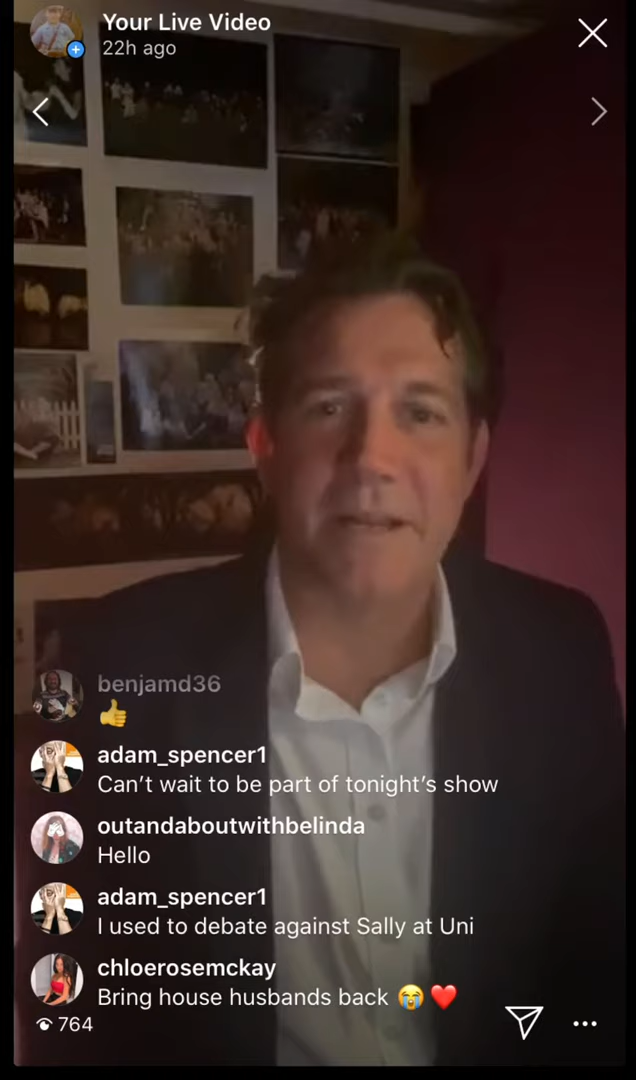 Your Live Video
22h ago
benjamd36
👍
adam_spencer1
Can't wait to be part of tonight's show
outandaboutwithbelinda
Hello
adam_spencer1
I used to debate against Sally at Uni
chloerosemckay
Bring house husbands back 😭❤️
764